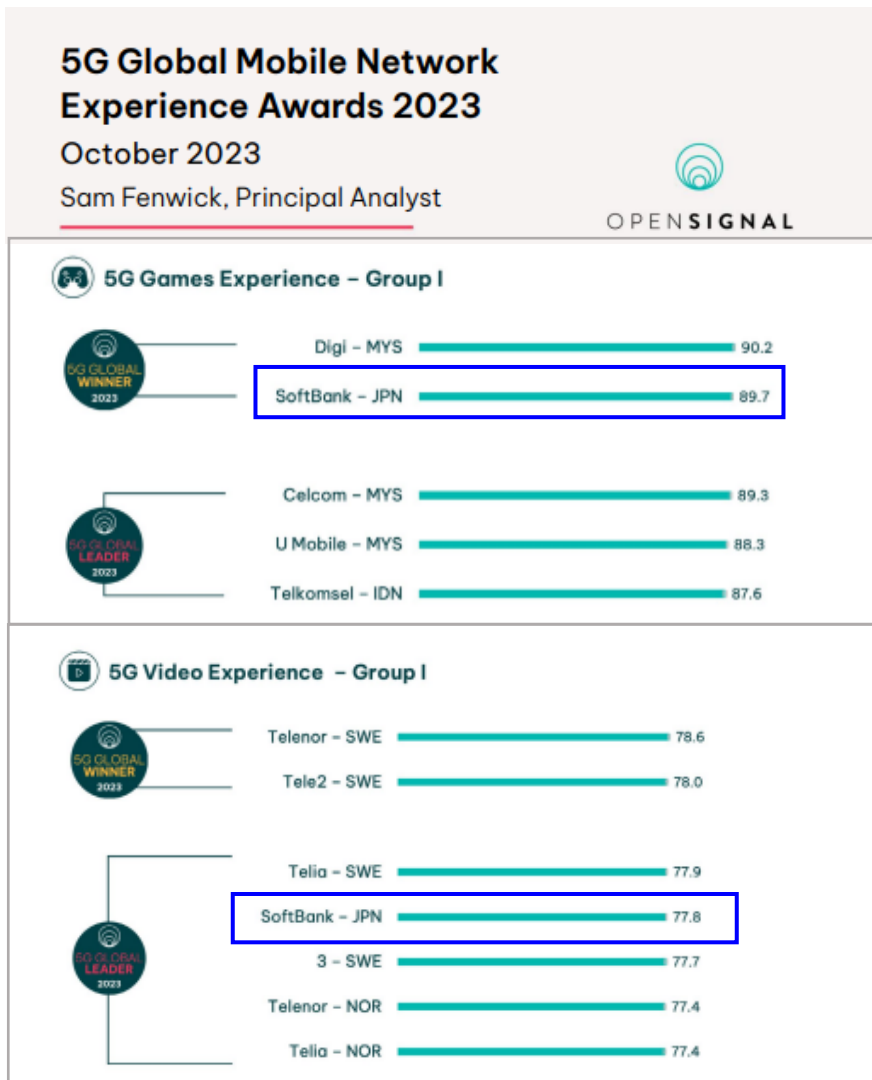 5G Global Mobile Network
Experience Awards 2023
October 2023
Sam Fenwick, Principal Analyst
OPENSIGNAL
5G Games Experience – Group I
Digi – MYS 90.2
5G GLOBAL
WINNER
2023
SoftBank – JPN 89.7
Celcom – MYS 89.3
5G GLOBAL
LEADER
2023
U Mobile – MYS 88.3
Telkomsel – IDN 87.6
5G Video Experience – Group I
Telenor – SWE 78.6
5G GLOBAL
WINNER
2023
Tele2 – SWE 78.0
Telia – SWE 77.9
SoftBank – JPN 77.8
5G GLOBAL
LEADER
2023
3 – SWE 77.7
Telenor – NOR 77.4
Telia – NOR 77.4